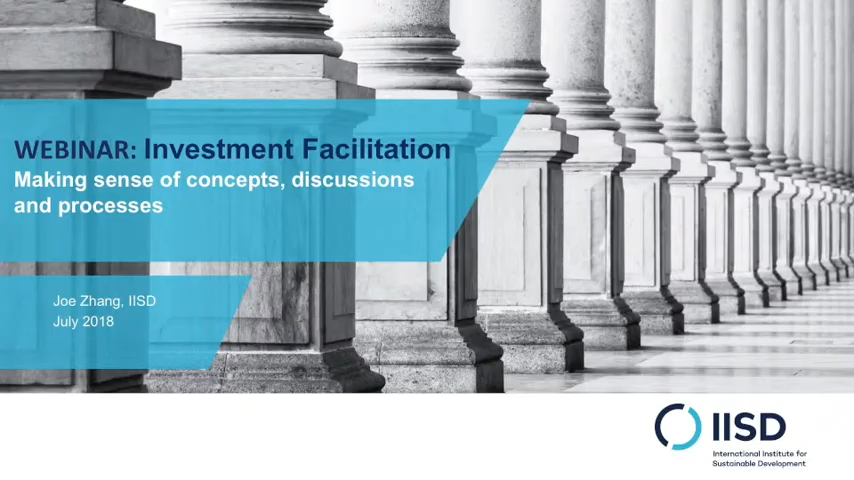 WEBINAR: Investment Facilitation
Making sense of concepts, discussions
and processes
Joe Zhang, IISD
July 2018
IISD
International Institute for
Sustainable Development